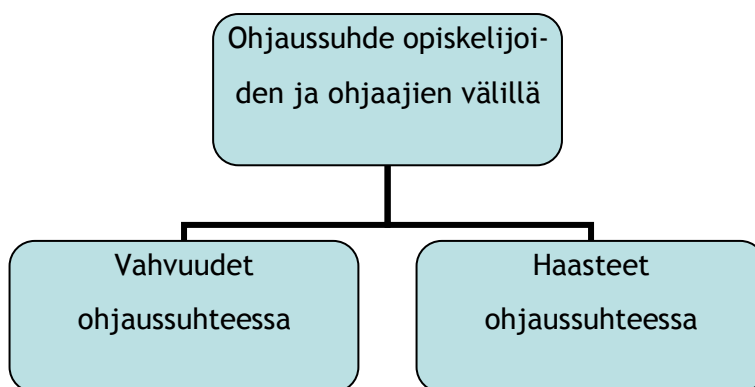 Ohjaussuhde opiskelijoi-
den ja ohjaajien välillä
Vahvuudet
ohjaussuhteessa
Haasteet
ohjaussuhteessa